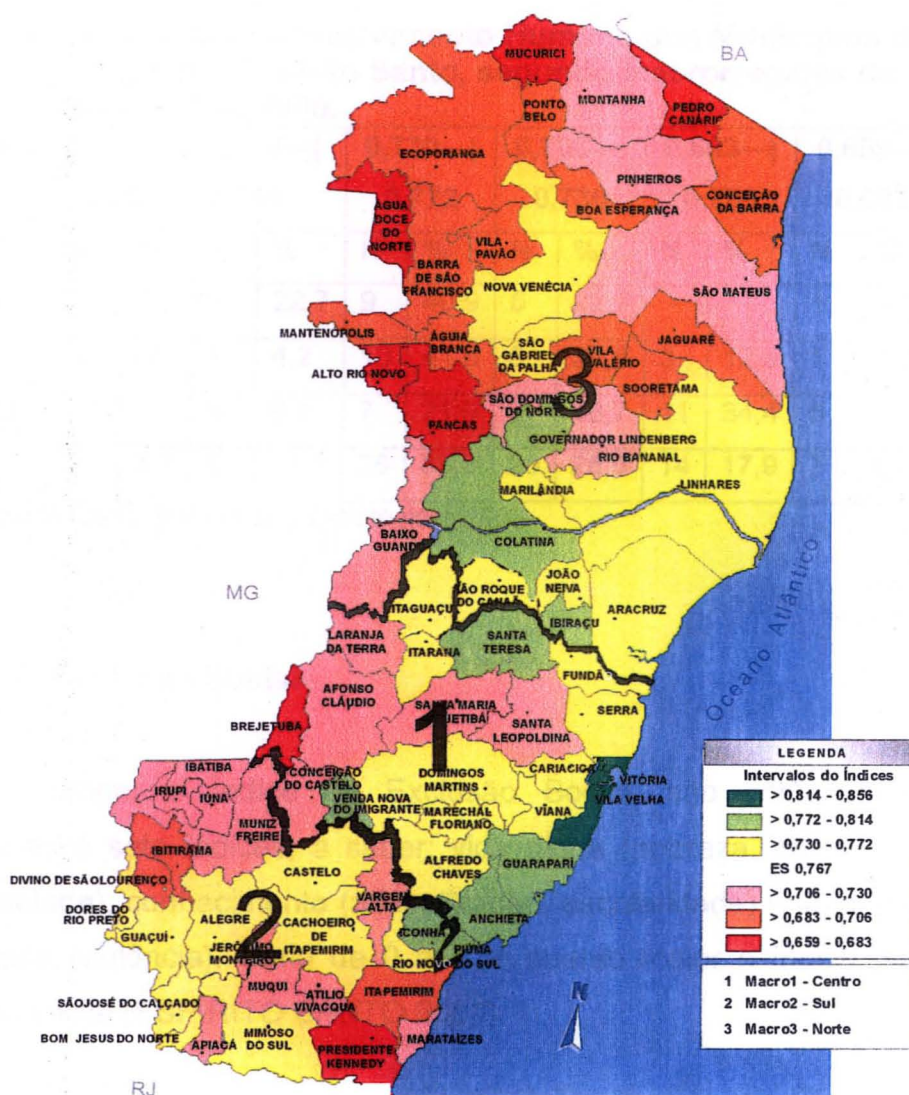 BA
MUCURICI
MONTANHA
PEDRO
CANÁRIO
PONTO
BELO
ECOPORANGA
PINHEIROS
CONCEIÇÃO
DA BARRA
BOA ESPERANÇA
ÁGUA
DOCE
DO
NORTE
VILA
PAVÃO
BARRA
DE SÃO
FRANCISCO
NOVA VENÉCIA
SÃO MATEUS
MANTENÓPOLIS
ÁGUIA
BRANCA
SÃO
GABRIEL
DA PALHA
VILA
VALÉRIO
JAGUARÉ
ALTO RIO NOVO
3
SOORETAMA
SÃO DOMINGOS
DO NORTE
PANCAS
GOVERNADOR LINDENBERG
RIO BANANAL
MARILÂNDIA
LINHARES
COLATINA
BAIXO
GUANDU
MG
ITAGUAÇU
SÃO ROQUE
DO CANAÃ
JOÃO
NEIVA
ARACRUZ
IBIRAÇU
Oceano Atlântico
LARANJA
DA TERRA
ITARANA
SANTA
TERESA
FUNDÃ
AFONSO
CLÁUDIO
SERRA
BREJETUBA
SANTA MARIA
JETIBÁ
1
SANTA
LEOPOLDINA
IBATIBA
IRUPI
IÚNA
CONCEIÇÃO
DO CASTELO
CARIACICA
VITÓRIA
VILA VELHA
DOMINGOS
MARTINS
VENDA NOVA
DO IMIGRANTE
MARECHAL
FLORIANO
VIANA
MUNIZ
FREIRE
IBITIRAMA
DIVINO DE SÃO LOURENÇO
CASTELO
ALFREDO
CHAVES
GUARAPARÍ
DORES DO
RIO PRETO
ALEGRE
VARGEM
ALTA
ANCHIETA
GUAÇUÍ
2
CACHOEIRO
DE
ITAPEMIRIM
ICONHA
PIÚMA
JERÔNIMO
MONTEIRO
RIO NOVO DO SUL
MUQUI
ATILIO
VIVACQUA
ITAPEMIRIM
SÃO JOSÉ DO CALÇADO
BOM JESUS DO NORTE
APIACÁ
MIMOSO
DO SUL
PRESIDENTE
KENNEDY
MARATAÍZES
RJ
N
LEGENDA
Intervalos do Índices
> 0,814 - 0,856
> 0,772 - 0,814
> 0,730 - 0,772
ES 0,767
> 0,706 - 0,730
> 0,683 - 0,706
> 0,659 - 0,683
1 Macro1 - Centro
2 Macro2 - Sul
3 Macro3 - Norte